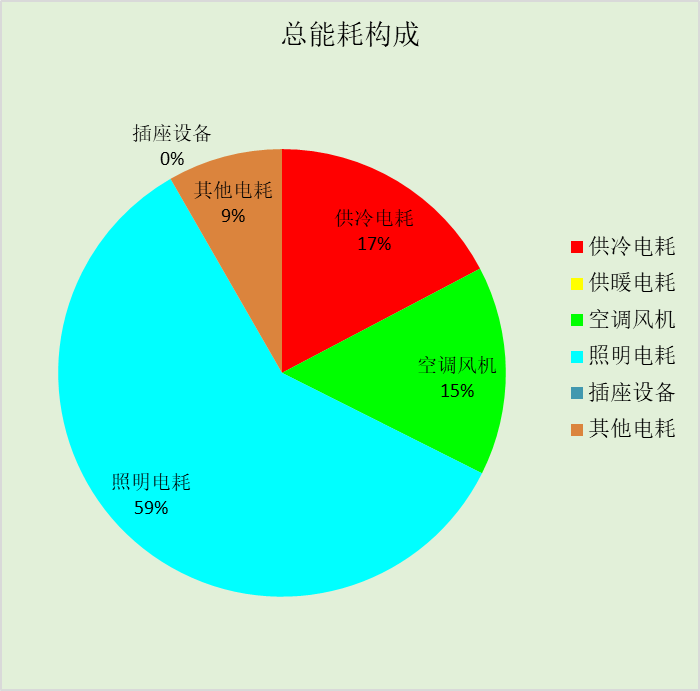 总能耗构成
插座设备
0%
其他电耗
9%
供冷电耗
17%
空调风机
15%
照明电耗
59%
供冷电耗
供暖电耗
空调风机
照明电耗
插座设备
其他电耗